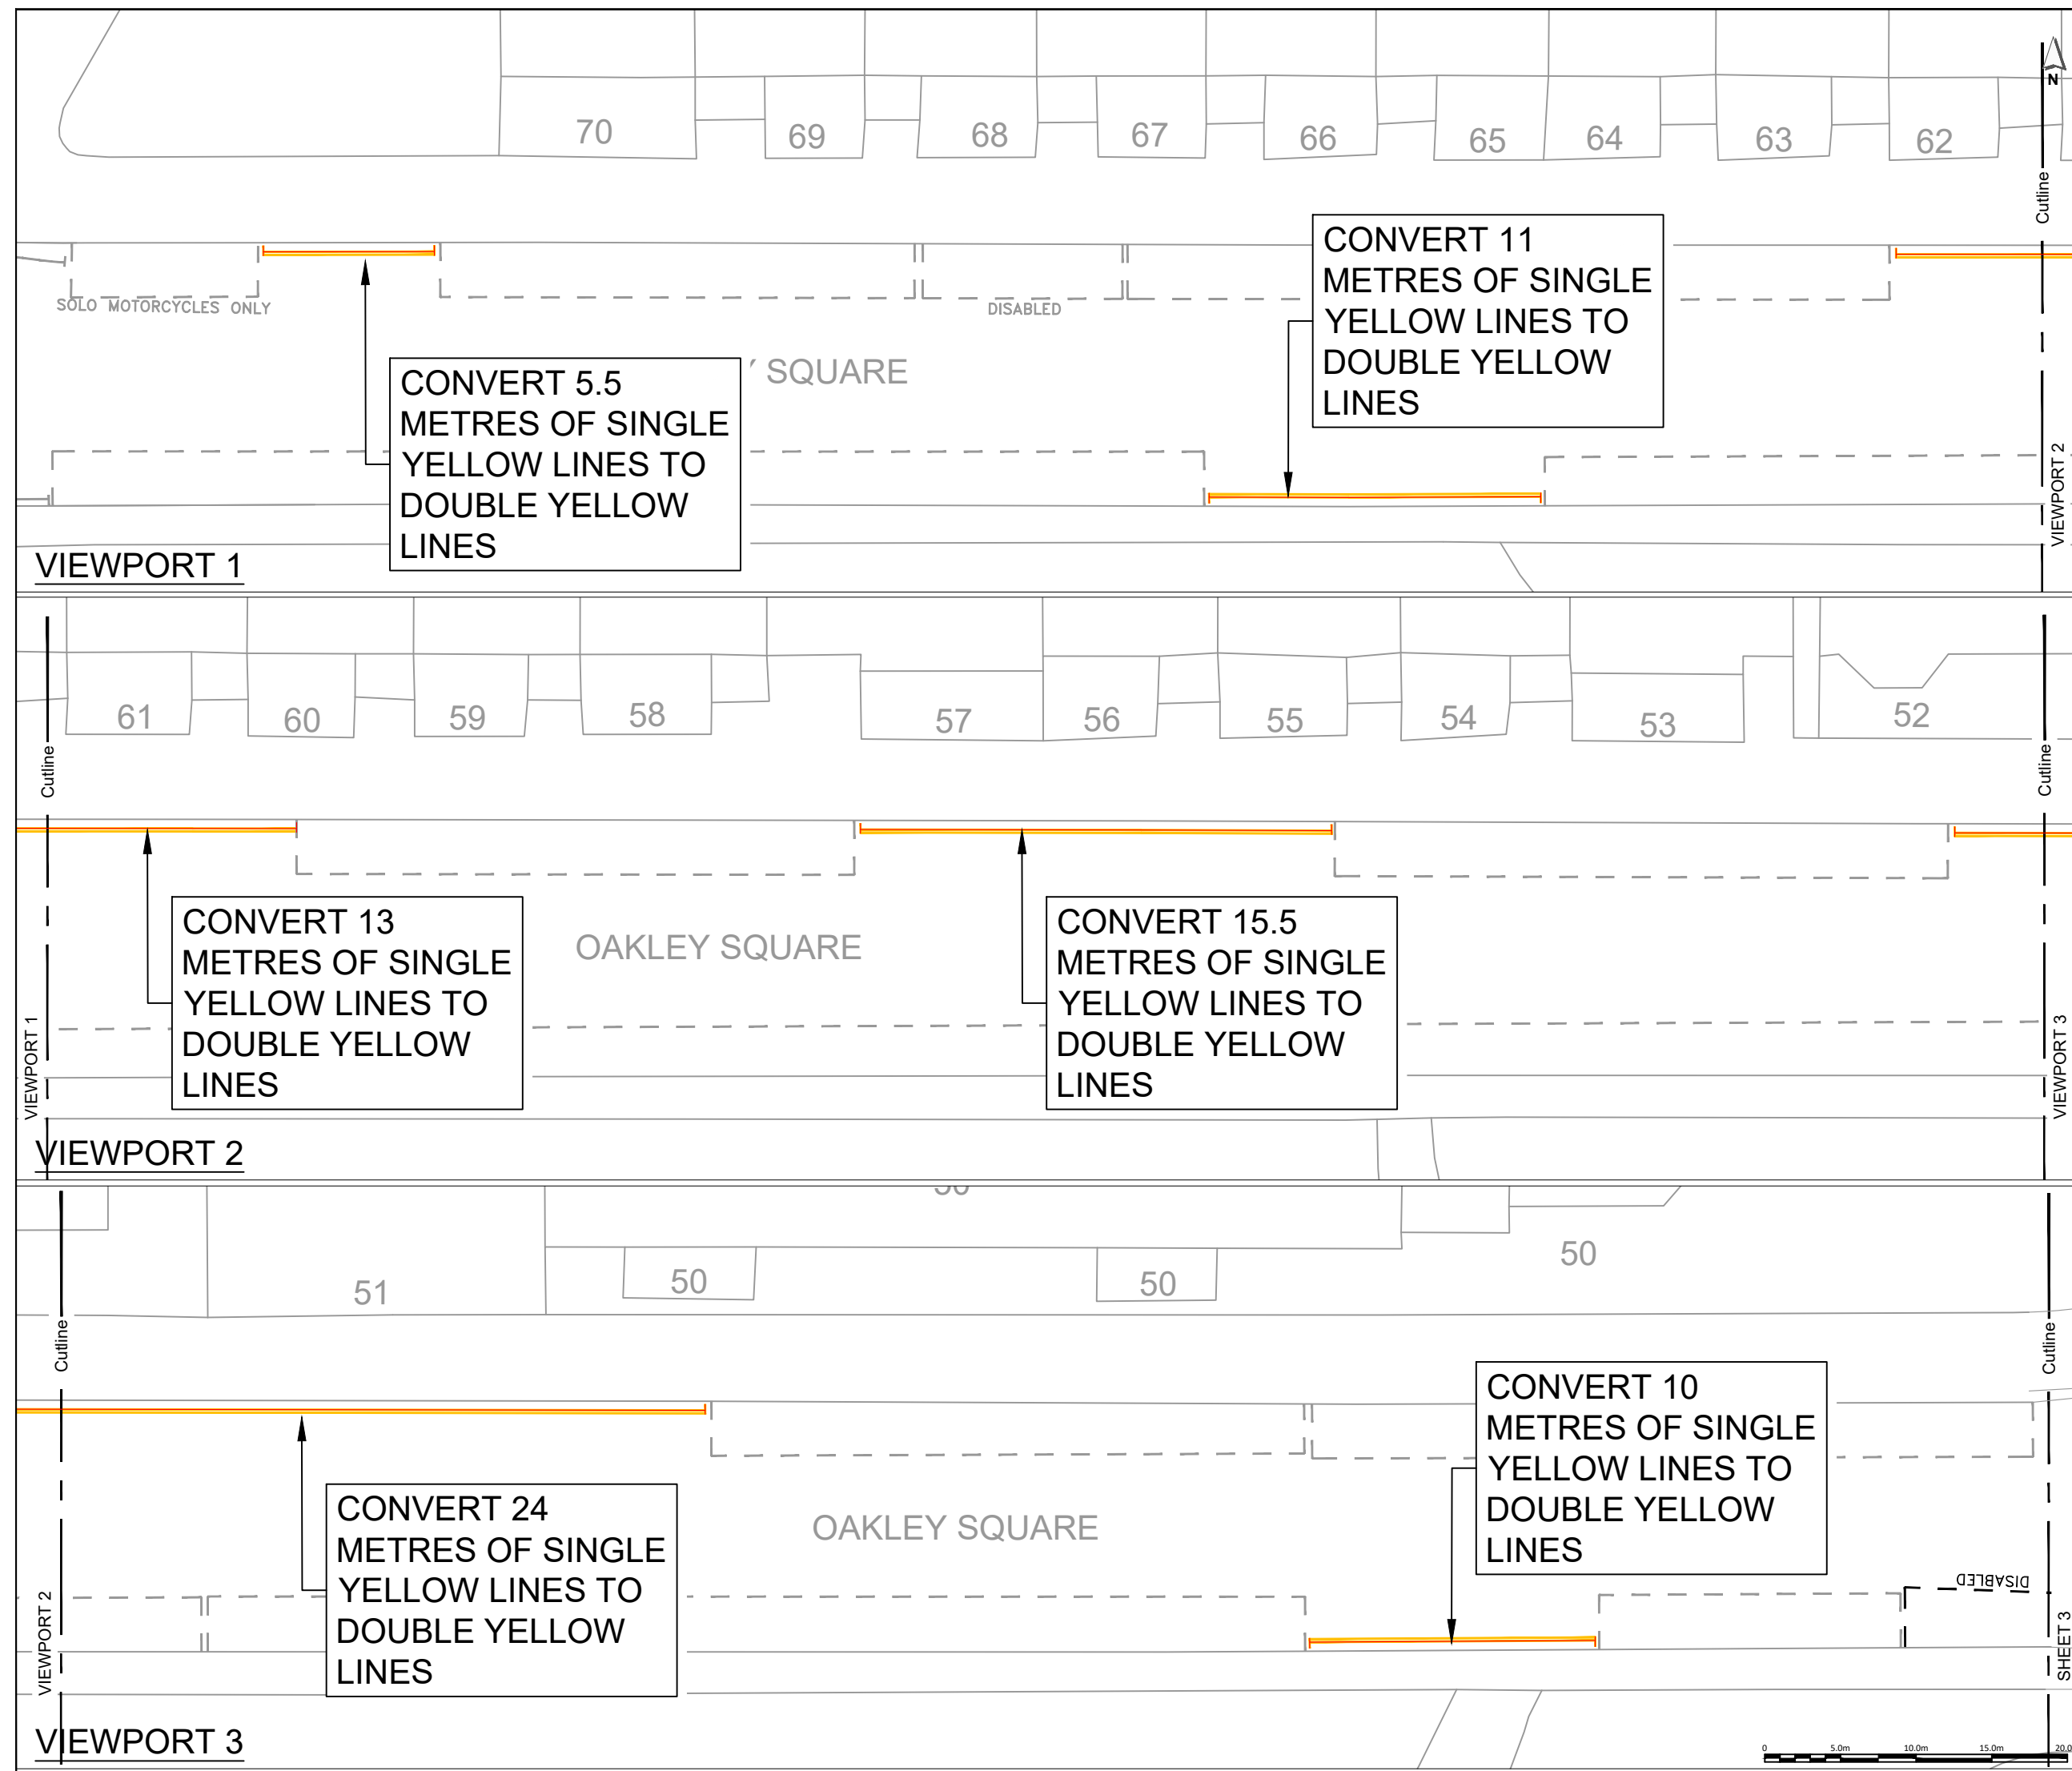 70
69
68
67
66
65
64
63
62
N
Cutline
SOLO MOTORCYCLES ONLY
DISABLED
CONVERT 11
METRES OF SINGLE
YELLOW LINES TO
DOUBLE YELLOW
LINES
CONVERT 5.5
METRES OF SINGLE
YELLOW LINES TO
DOUBLE YELLOW
LINES
SQUARE
VIEWPORT 2
VIEWPORT 1
61
60
59
58
57
56
55
54
53
52
Cutline
Cutline
CONVERT 13
METRES OF SINGLE
YELLOW LINES TO
DOUBLE YELLOW
LINES
OAKLEY SQUARE
CONVERT 15.5
METRES OF SINGLE
YELLOW LINES TO
DOUBLE YELLOW
LINES
VIEWPORT 1
VIEWPORT 3
VIEWPORT 2
51
50
50
50
Cutline
Cutline
CONVERT 10
METRES OF SINGLE
YELLOW LINES TO
DOUBLE YELLOW
LINES
CONVERT 24
METRES OF SINGLE
YELLOW LINES TO
DOUBLE YELLOW
LINES
OAKLEY SQUARE
DISABLED
VIEWPORT 2
SHEET 3
VIEWPORT 3
0 5.0m 10.0m 15.0m 20.0